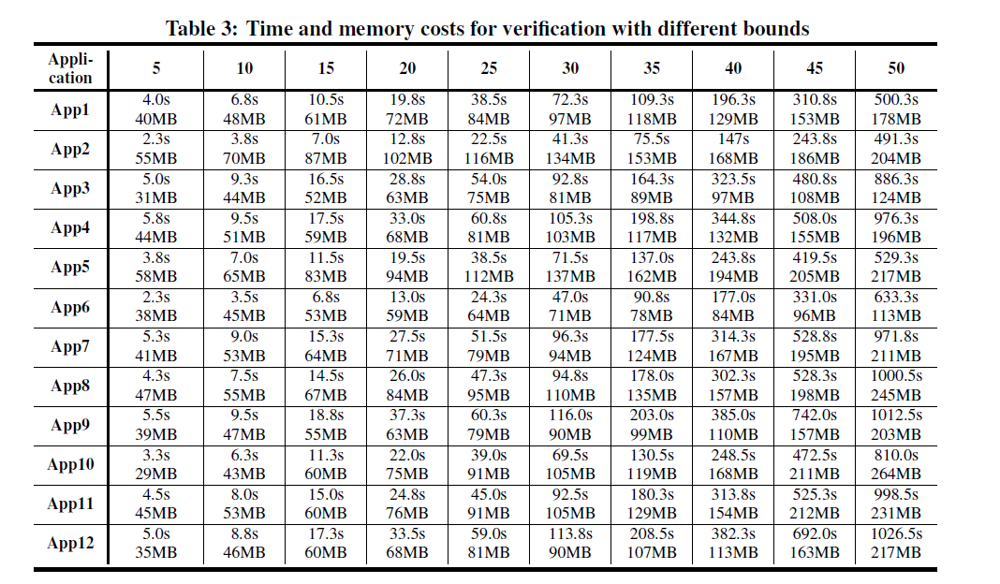 Table 3: Time and memory costs for verification with different bounds
Appli-
cation 5 10 15 20 25 30 35 40 45 50
App1 4.0s 6.8s 10.5s 19.8s 38.5s 72.3s 109.3s 196.3s 310.8s 500.3s
40MB 48MB 61MB 72MB 84MB 97MB 118MB 129MB 153MB 178MB
App2 2.3s 3.8s 7.0s 12.8s 22.5s 41.3s 75.5s 147s 243.8s 491.3s
55MB 70MB 87MB 102MB 116MB 134MB 153MB 168MB 186MB 204MB
App3 5.0s 9.3s 16.5s 28.8s 54.0s 92.8s 164.3s 323.5s 480.8s 886.3s
31MB 44MB 52MB 63MB 75MB 81MB 89MB 97MB 108MB 124MB
App4 5.8s 9.5s 17.5s 33.0s 60.8s 105.3s 198.8s 344.8s 508.0s 976.3s
44MB 51MB 59MB 68MB 81MB 103MB 117MB 132MB 155MB 196MB
App5 3.8s 7.0s 11.5s 19.5s 38.5s 71.5s 137.0s 243.8s 419.5s 529.3s
58MB 65MB 83MB 94MB 112MB 137MB 162MB 194MB 205MB 217MB
App6 2.3s 3.5s 6.8s 13.0s 24.3s 47.0s 90.8s 177.0s 331.0s 633.3s
38MB 45MB 53MB 59MB 64MB 71MB 78MB 84MB 96MB 113MB
App7 5.3s 9.0s 15.3s 27.5s 51.5s 96.3s 177.5s 314.3s 528.8s 971.8s
41MB 53MB 64MB 71MB 79MB 94MB 124MB 167MB 195MB 211MB
App8 4.3s 7.5s 14.5s 26.0s 47.3s 94.8s 178.0s 302.3s 528.3s 1000.5s
47MB 55MB 67MB 84MB 95MB 110MB 135MB 157MB 198MB 245MB
App9 5.5s 9.5s 18.8s 37.3s 60.3s 116.0s 203.0s 385.0s 742.0s 1012.5s
39MB 47MB 55MB 63MB 79MB 90MB 99MB 110MB 157MB 203MB
App10 3.3s 6.3s 11.3s 22.0s 39.0s 69.5s 130.5s 248.5s 472.5s 810.0s
29MB 43MB 60MB 75MB 91MB 105MB 119MB 168MB 211MB 264MB
App11 4.5s 8.0s 15.0s 24.8s 45.0s 92.5s 180.3s 313.8s 525.3s 998.5s
45MB 53MB 60MB 76MB 91MB 105MB 129MB 154MB 212MB 231MB
App12 5.0s 8.8s 17.3s 33.5s 59.0s 113.8s 208.5s 382.3s 692.0s 1026.5s
35MB 46MB 60MB 68MB 81MB 90MB 107MB 113MB 163MB 217MB